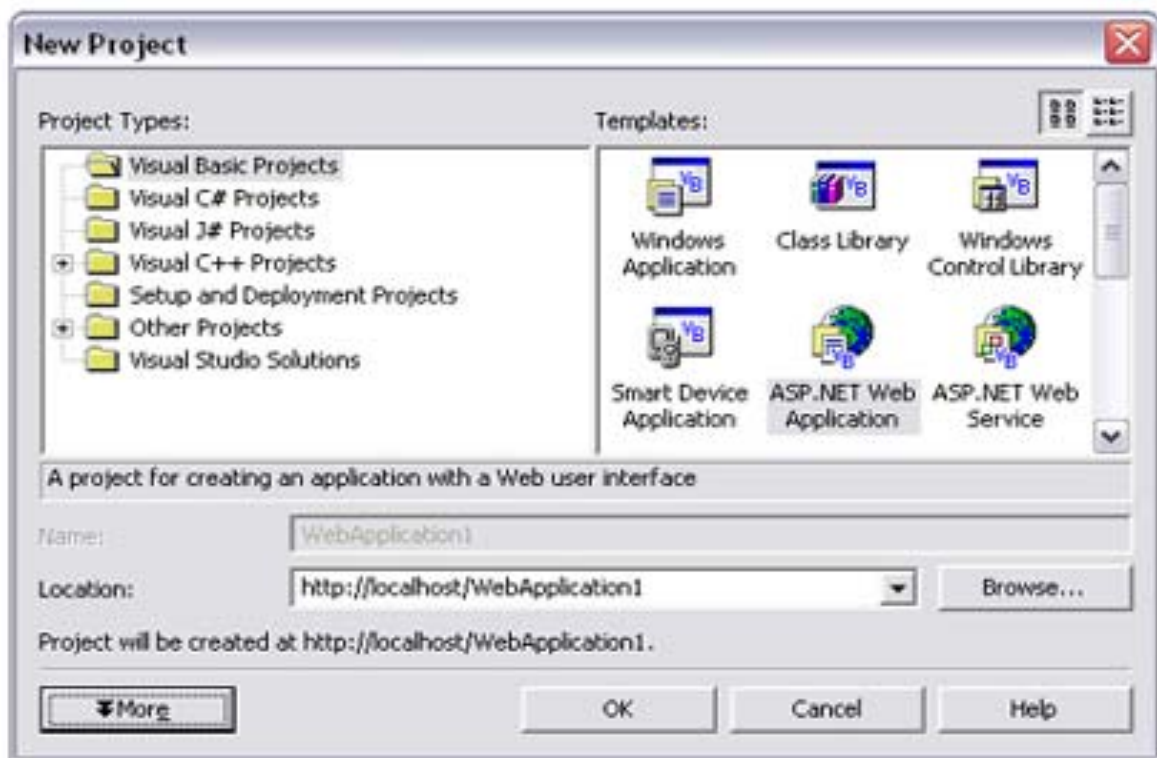 New Project
Project Types:
Templates:
Visual Basic Projects
Visual C# Projects
Visual J# Projects
Visual C++ Projects
Setup and Deployment Projects
Other Projects
Visual Studio Solutions
Windows
Application
Class Library
Windows
Control Library
Smart Device
Application
ASP.NET Web
Application
ASP.NET Web
Service
A project for creating an application with a Web user interface
Name:
WebApplication1
Location:
http://localhost/WebApplication1
Browse...
Project will be created at http://localhost/WebApplication1.
More
OK
Cancel
Help